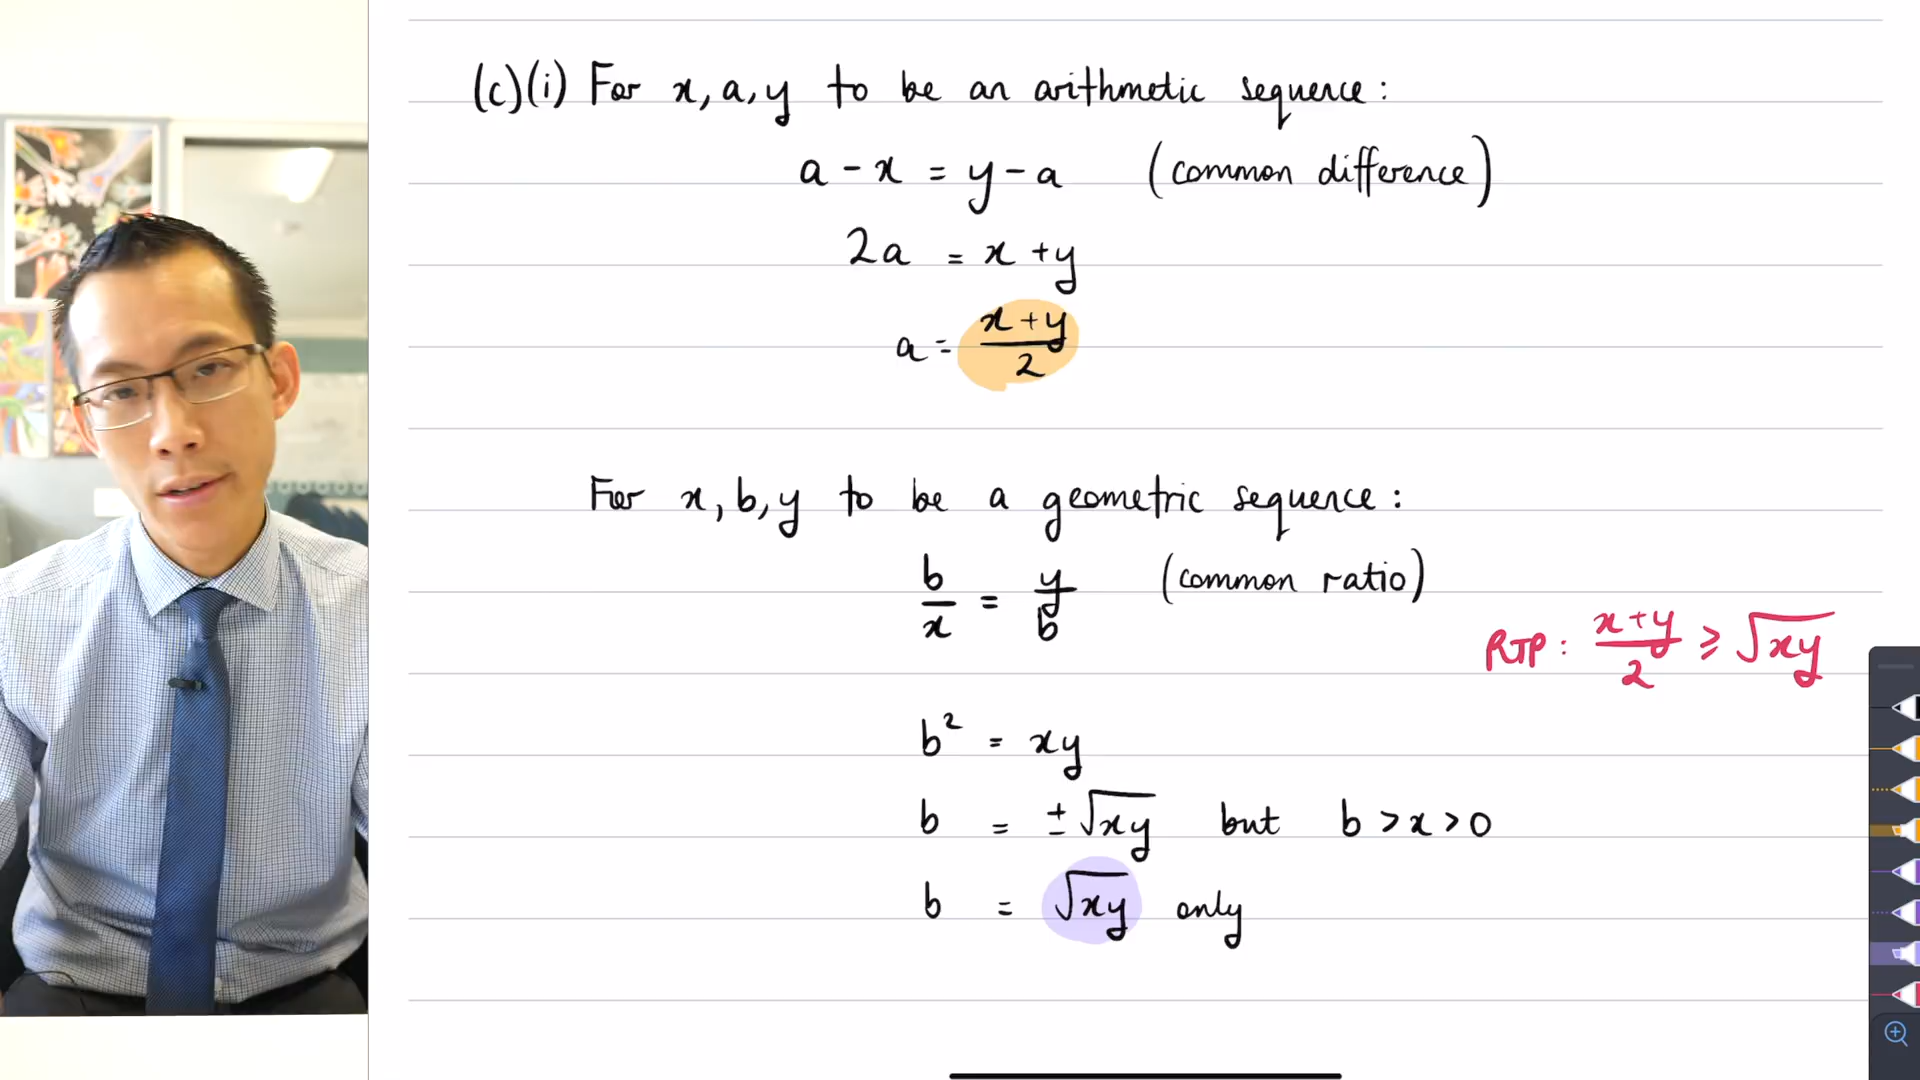 (c)(i) For x, a, y to be an arithmetic sequence:
a - x = y - a (common difference)
2a = x + y
a = x + y / 2
For x, b, y to be a geometric sequence:
b/x = y/b (common ratio)
RTP: x + y / 2 ⩾ √xy
b² = xy
b = ±√xy but b > x > 0
b = √xy only